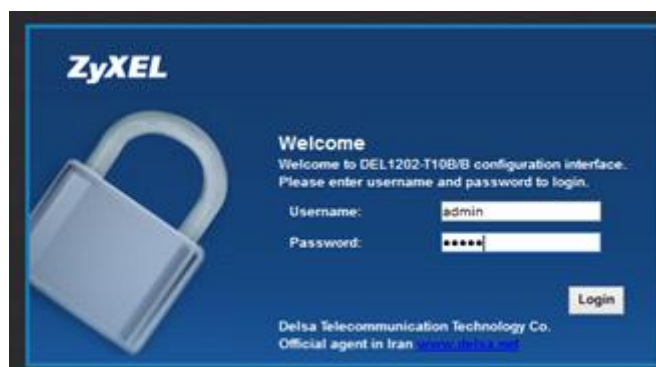 ZyXEL
Welcome
Welcome to DEL1202-T10B/B configuration interface.
Please enter username and password to login.
Username: admin
Password: •••••
Login
Delsa Telecommunication Technology Co.
Official agent in Iran www.delsa.net